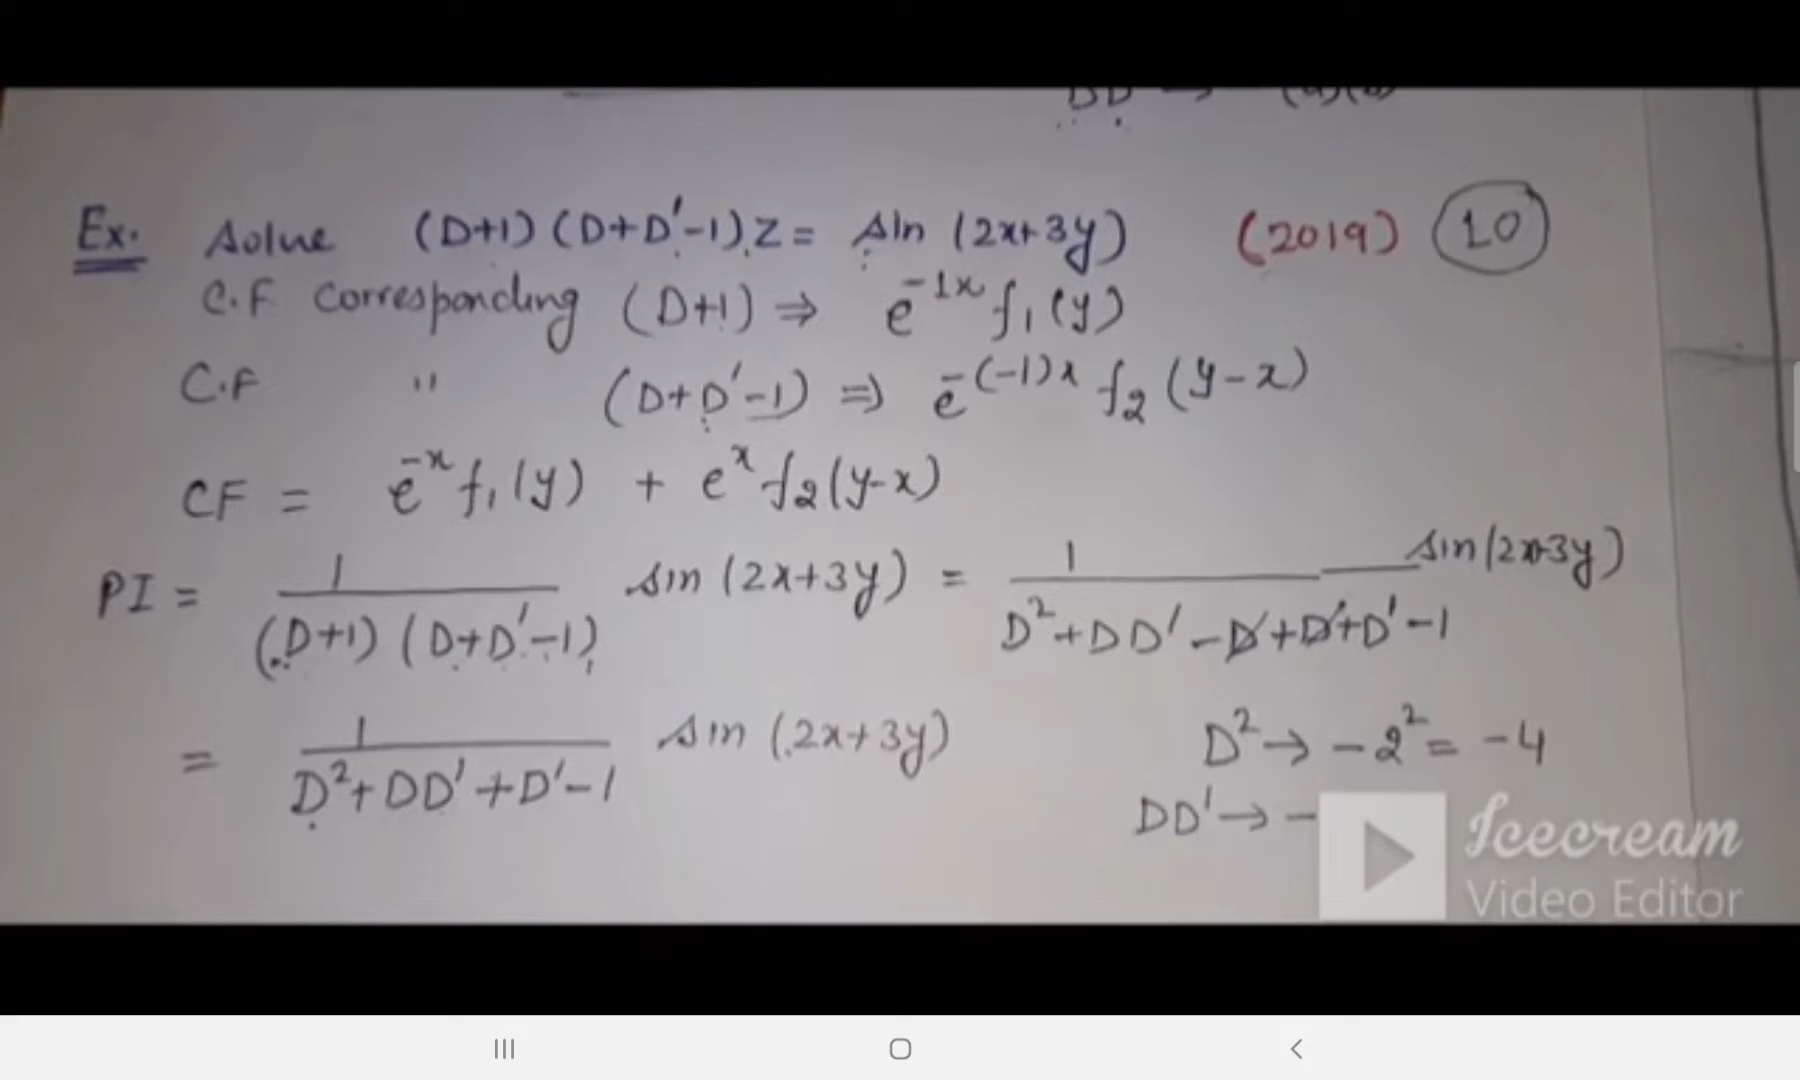 Ex. Solve (D+1) (D+D'-1) Z = sin (2x+3y) (2019) 10
C.F Corresponding (D+1) ⇒ e^{-1x} f₁(y)
C.F " (D+D'-1) ⇒ e^{-(-1)x} f₂ (y-x)
CF = e^{-x} f₁(y) + e^x f₂(y-x)
PI = 1/((D+1) (D+D'-1)) sin (2x+3y) = 1/(D²+DD'-D+D+D'-1) sin(2x+3y)
= 1/(D²+DD'+D'-1) sin (2x+3y) D² → -2² = -4
DD' → -
Icecream
Video Editor